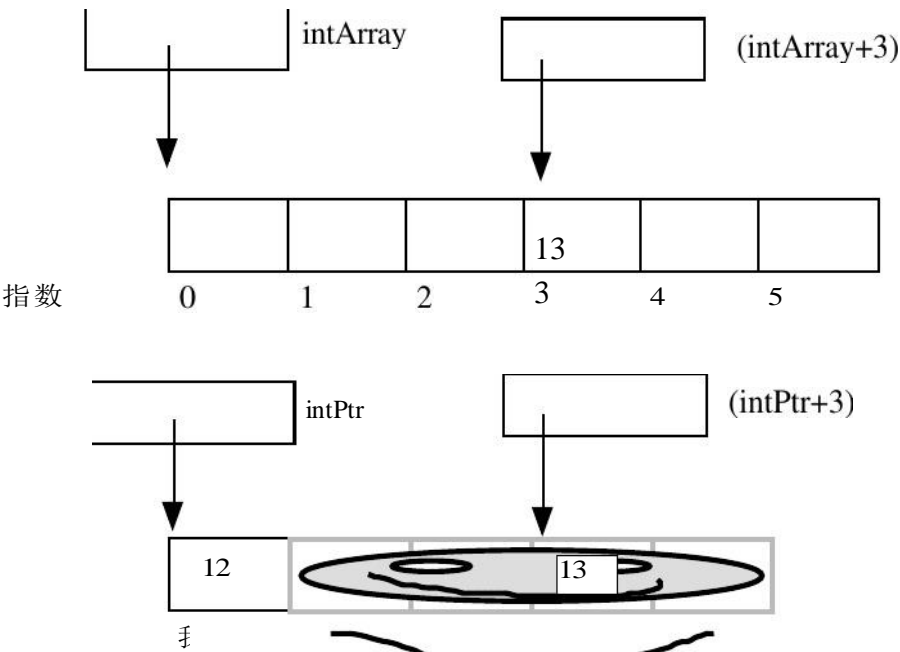 intArray
(intArray+3)
13
指数 0 1 2 3 4 5
intPtr
(intPtr+3)
12 13